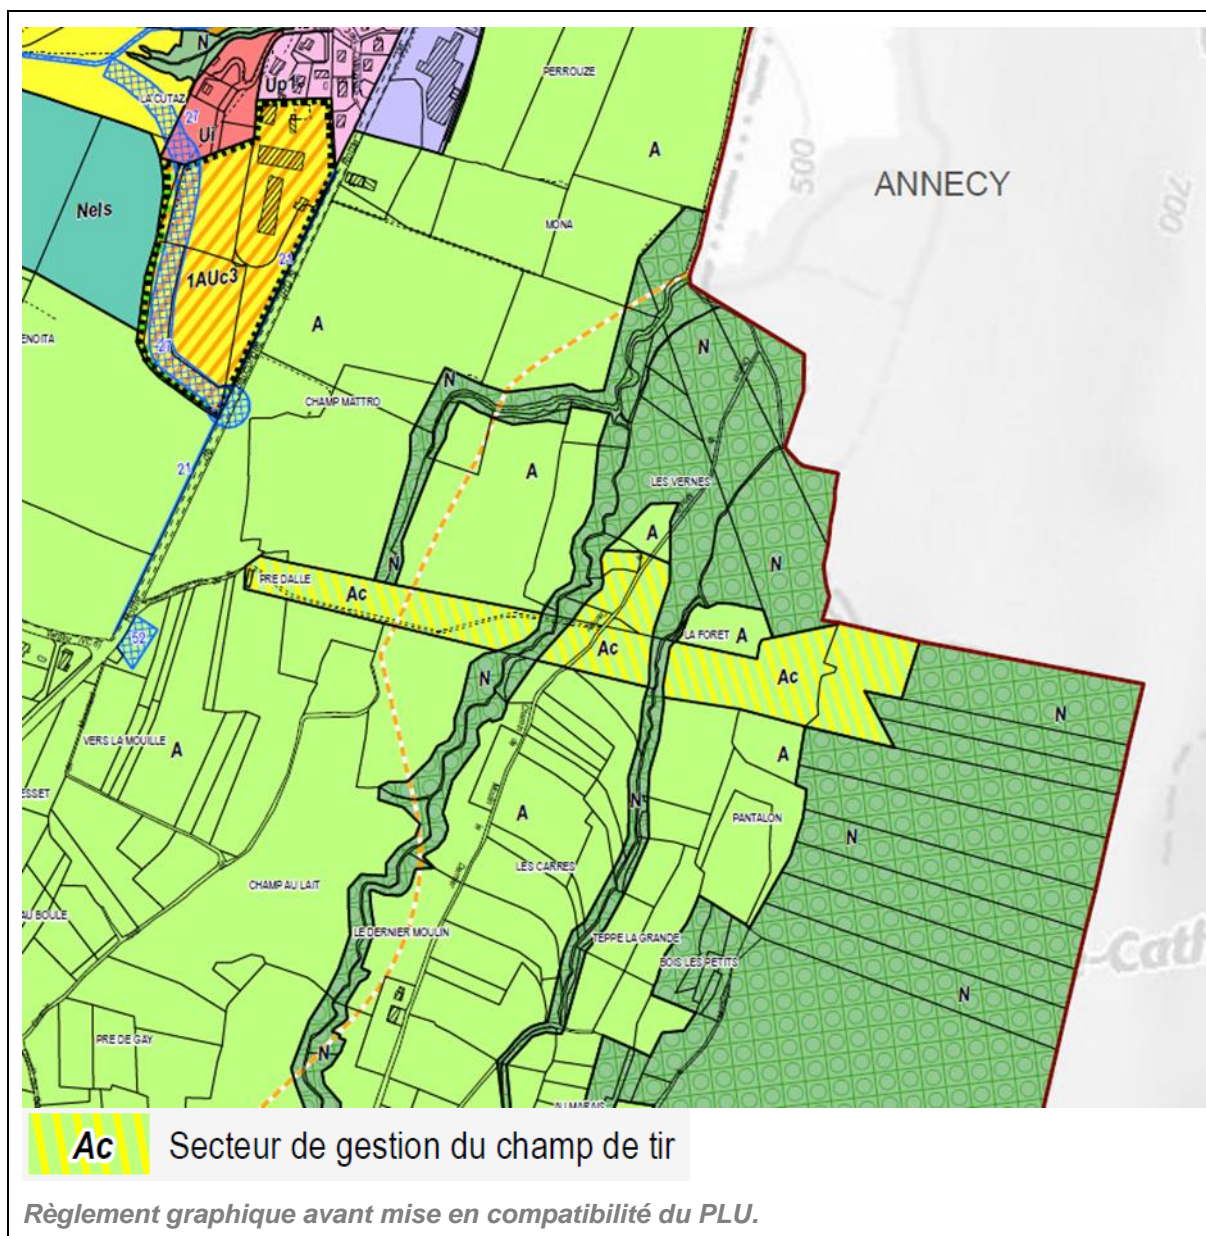 N
PERROUZE
Up1
LA CUTAZ
27
Ui
A
500
ANNECY
700
Nels
MONA
21
1AUc3
A
N
ENOITA
27
N
CHAMP MATTRO
A
21
LES VERNES
A
N
N
PRE DALLE
Ac
52
LA FORET
A
Ac
Ac
N
N
VERS LA MOUILLE
A
A
ESSET
N
A
PANTALON
N
LES CARRES
CHAMP AU LAIT
AU BOULE
LE DERNIER MOULIN
TEPPE LA GRANDE
BOIS LES PETITS
-Cath
N
PRE DE GAY
N
AU MARAIS
Ac Secteur de gestion du champ de tir
Règlement graphique avant mise en compatibilité du PLU.